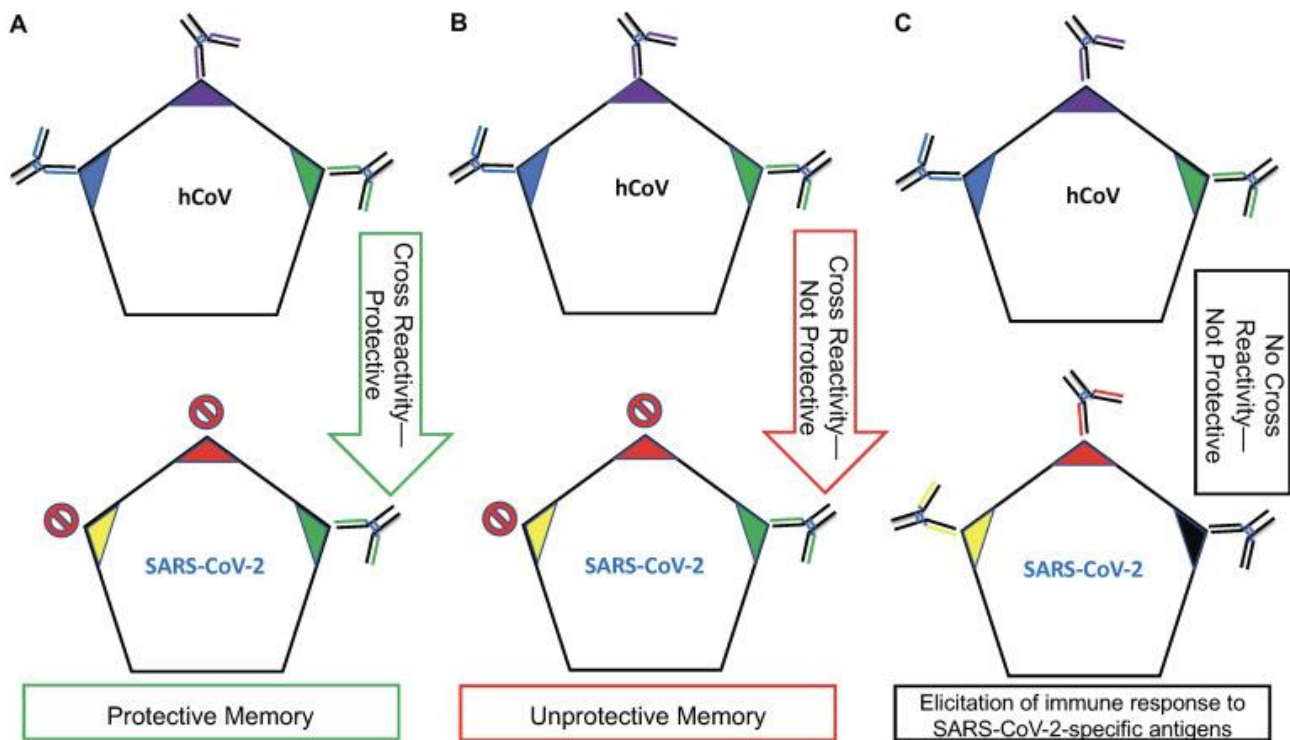 A
B
C
hCoV
hCoV
hCoV
Cross Reactivity—
Protective
Cross Reactivity—
Not Protective
No Cross
Reactivity—
Not Protective
SARS-CoV-2
SARS-CoV-2
SARS-CoV-2
Protective Memory
Unprotective Memory
Elicitation of immune response to
SARS-CoV-2-specific antigens